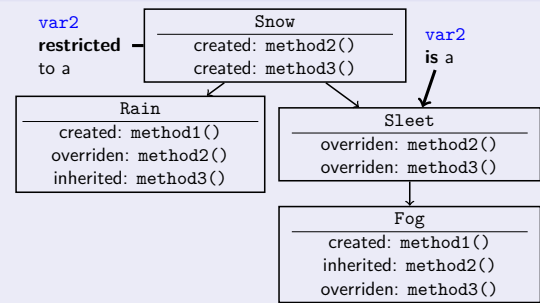 var2
restricted
to a
Snow
created: method2()
created: method3()
var2
is a
Rain
created: method1()
overriden: method2()
inherited: method3()
Sleet
overriden: method2()
overriden: method3()
Fog
created: method1()
inherited: method2()
overriden: method3()